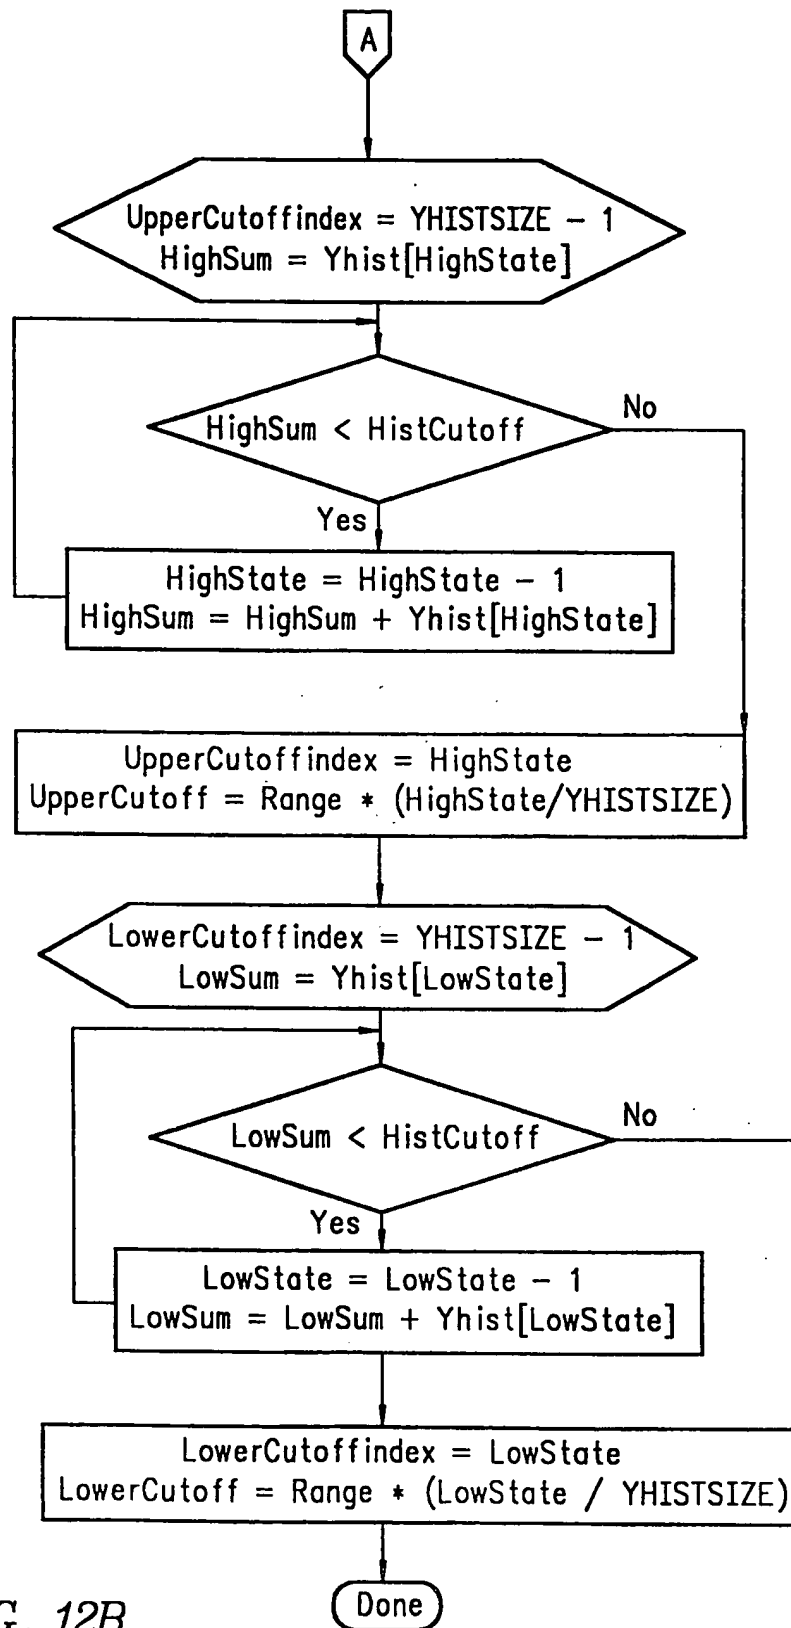 A
UpperCutoffindex = YHISTSIZE - 1
HighSum = Yhist[HighState]
HighSum < HistCutoff
No
Yes
HighState = HighState - 1
HighSum = HighSum + Yhist[HighState]
UpperCutoffindex = HighState
UpperCutoff = Range * (HighState/YHISTSIZE)
LowerCutoffindex = YHISTSIZE - 1
LowSum = Yhist[LowState]
LowSum < HistCutoff
No
Yes
LowState = LowState - 1
LowSum = LowSum + Yhist[LowState]
LowerCutoffindex = LowState
LowerCutoff = Range * (LowState / YHISTSIZE)
Done
G. 12B